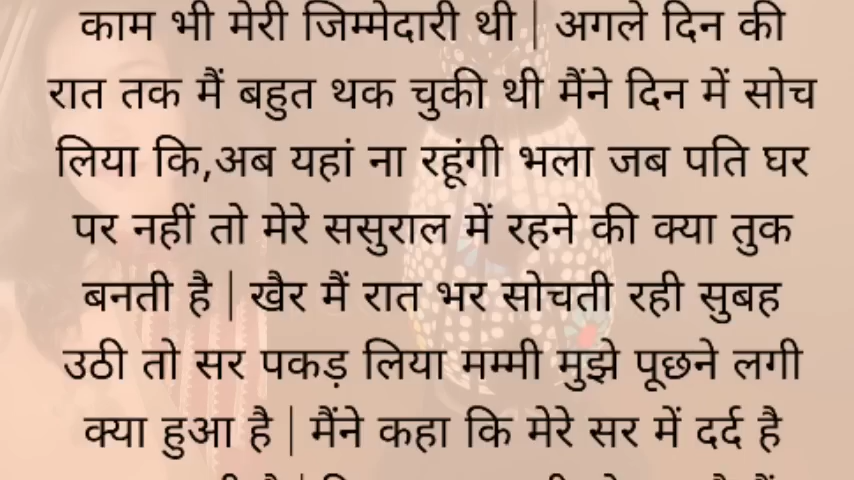 काम भी मेरी जिम्मेदारी थी | अगले दिन की
रात तक मैं बहुत थक चुकी थी मैंने दिन में सोच
लिया कि,अब यहां ना रहूंगी भला जब पति घर
पर नहीं तो मेरे ससुराल में रहने की क्या तुक
बनती है | खैर मैं रात भर सोचती रही सुबह
उठी तो सर पकड़ लिया मम्मी मुझे पूछने लगी
क्या हुआ है | मैंने कहा कि मेरे सर में दर्द है